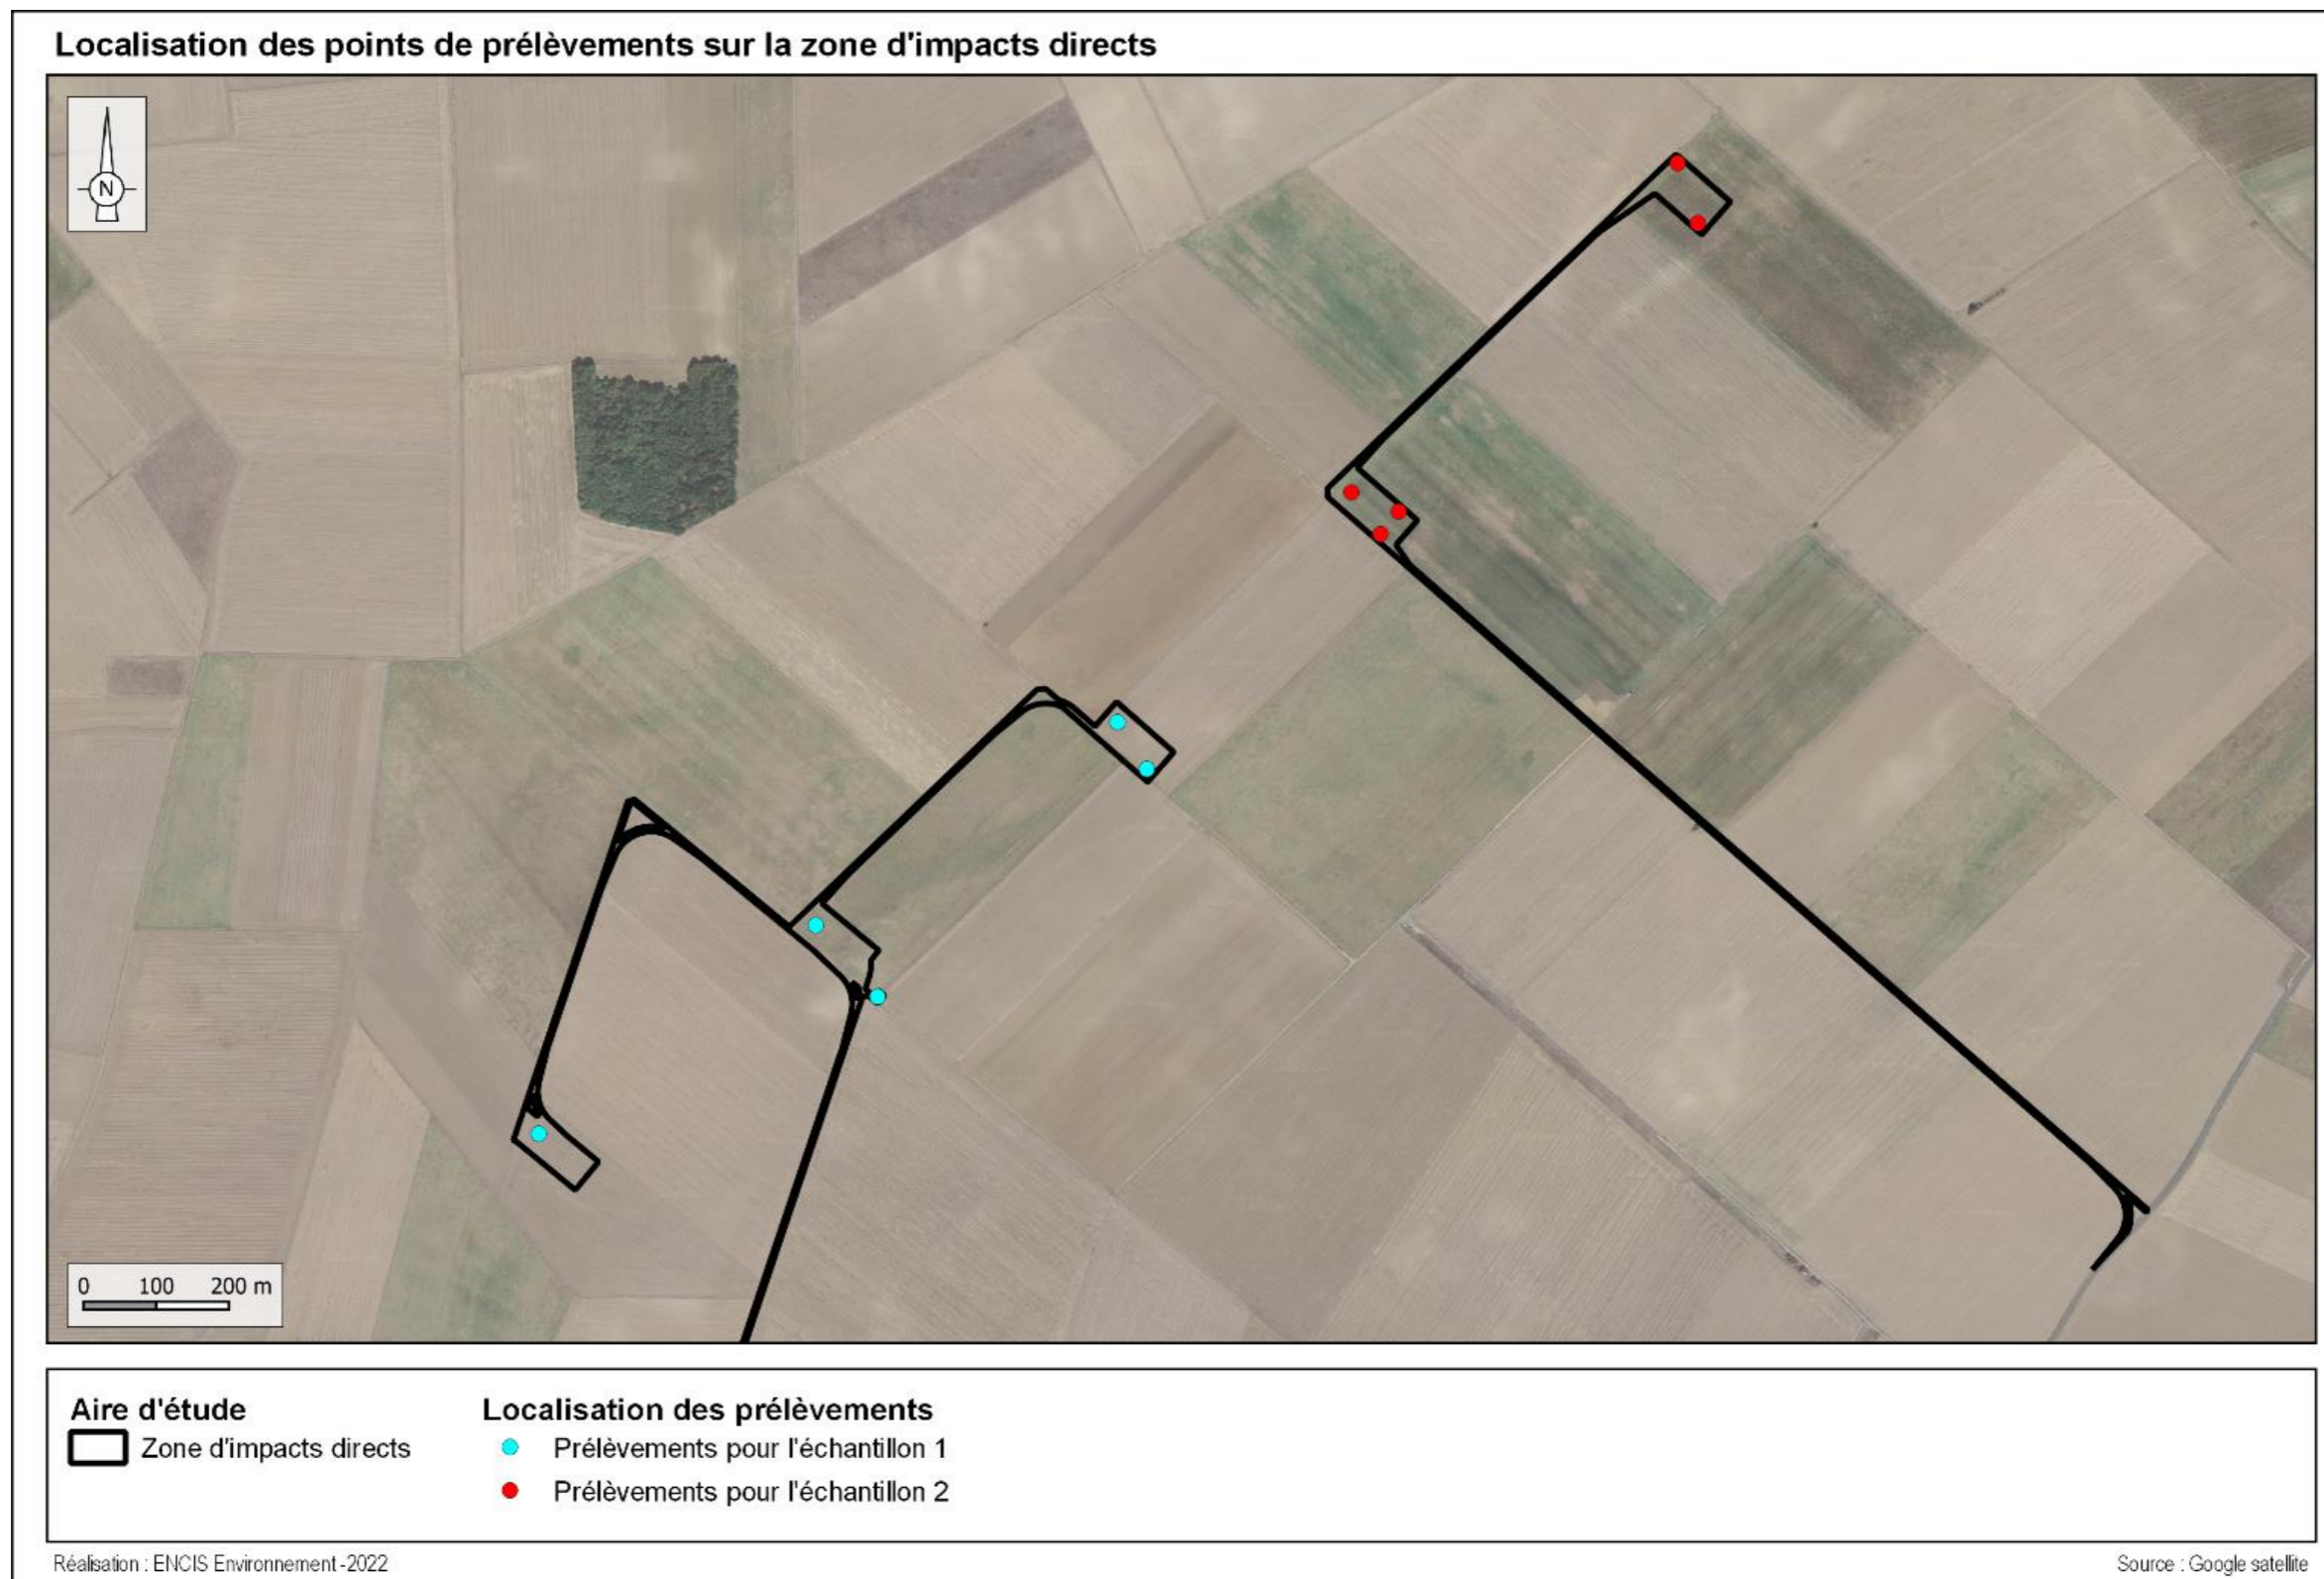 Localisation des points de prélèvements sur la zone d'impacts directs
N
0 100 200 m
Aire d'étude
Zone d'impacts directs
Localisation des prélèvements
Prélèvements pour l'échantillon 1
Prélèvements pour l'échantillon 2
Réalisation : ENCIS Environnement -2022
Source : Google satellite